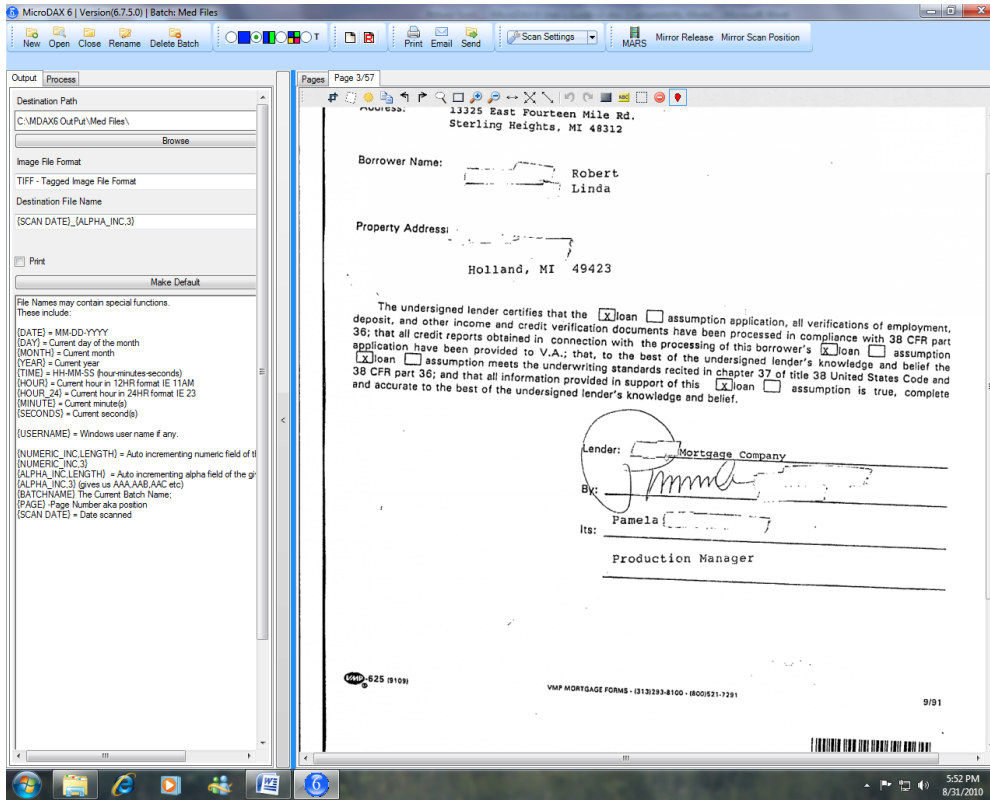 MicroDAX 6 | Version(6.7.5.0) | Batch: Med Files
New Open Close Rename Delete Batch T Print Email Send Scan Settings MARS Mirror Release Mirror Scan Position
Output Process
Destination Path
C:\MDAX6 OutPut\Med Files\
Browse
Image File Format
TIFF - Tagged Image File Format
Destination File Name
{SCAN DATE}_{ALPHA_INC,3}
Print
Make Default
File Names may contain special functions.
These include:
{DATE} = MM-DD-YYYY
{DAY} = Current day of the month
{MONTH} = Current month
{YEAR} = Current year
{TIME} = HH-MM-SS (hour-minutes-seconds)
{HOUR} = Current hour in 12HR format IE 11AM
{HOUR_24} = Current hour in 24HR format IE 23
{MINUTE} = Current minute(s)
{SECONDS} = Current second(s)
{USERNAME} = Windows user name if any.
{NUMERIC_INC,LENGTH} = Auto incrementing numeric field of t
{NUMERIC_INC,3}
{ALPHA_INC,LENGTH} = Auto incrementing alpha field of the gi
{ALPHA_INC,3} (gives us AAA,AAB,AAC etc)
{BATCHNAME} The Current Batch Name;
{PAGE} -Page Number aka position
{SCAN DATE} = Date scanned
<
Pages Page 3/57
Address: 13325 East Fourteen Mile Rd.
Sterling Heights, MI 48312
Borrower Name:
Robert
Linda
Property Address:
Holland, MI 49423
The undersigned lender certifies that the X loan assumption application, all verifications of employment,
deposit, and other income and credit verification documents have been processed in compliance with 38 CFR part
36; that all credit reports obtained in connection with the processing of this borrower's X loan assumption
application have been provided to V.A.; that, to the best of the undersigned lender's knowledge and belief the
X loan assumption meets the underwriting standards recited in chapter 37 of title 38 United States Code and
38 CFR part 36; and that all information provided in support of this X loan assumption is true, complete
and accurate to the best of the undersigned lender's knowledge and belief.
Lender: Mortgage Company
By:
Pamela
Its:
Production Manager
VMP-625 (9109)
VMP MORTGAGE FORMS - (313)293-8100 - (800)521-7291
9/91
5:52 PM
8/31/2010